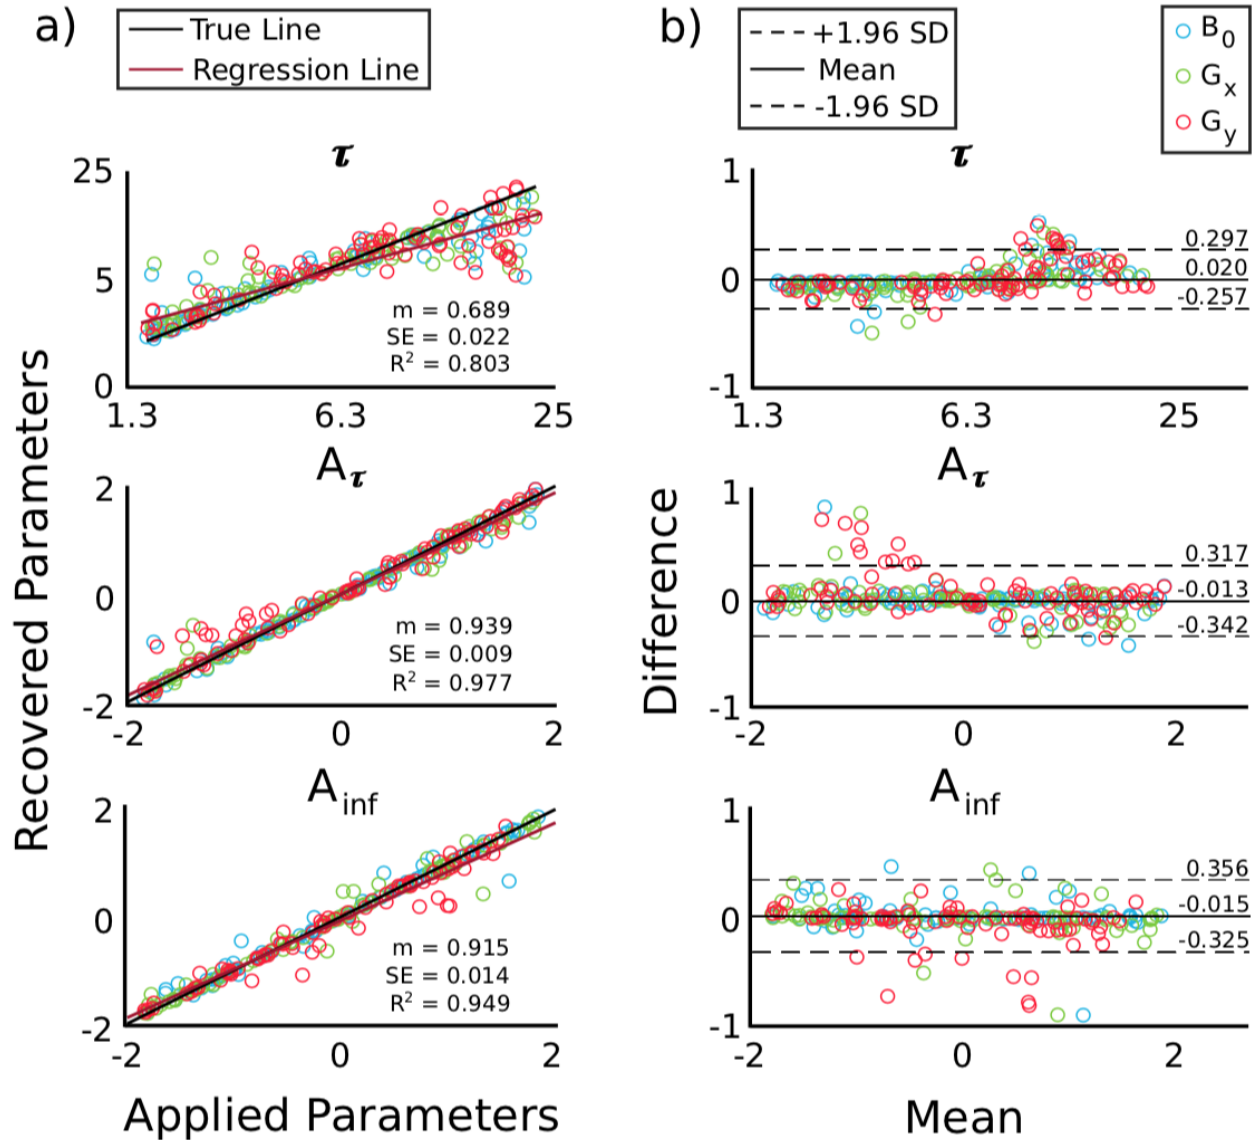 a)
True Line
Regression Line
b)
+1.96 SD
Mean
-1.96 SD
B0
Gx
Gy
Recovered Parameters
τ
25
5
0
m = 0.689
SE = 0.022
R² = 0.803
1.3 6.3 25
Aτ
2
0
-2
m = 0.939
SE = 0.009
R² = 0.977
-2 0 2
Ainf
2
0
-2
m = 0.915
SE = 0.014
R² = 0.949
-2 0 2
Applied Parameters
Difference
τ
1
0
-1
0.297
0.020
-0.257
1.3 6.3 25
Aτ
1
0
-1
0.317
-0.013
-0.342
-2 0 2
Ainf
1
0
-1
0.356
-0.015
-0.325
-2 0 2
Mean